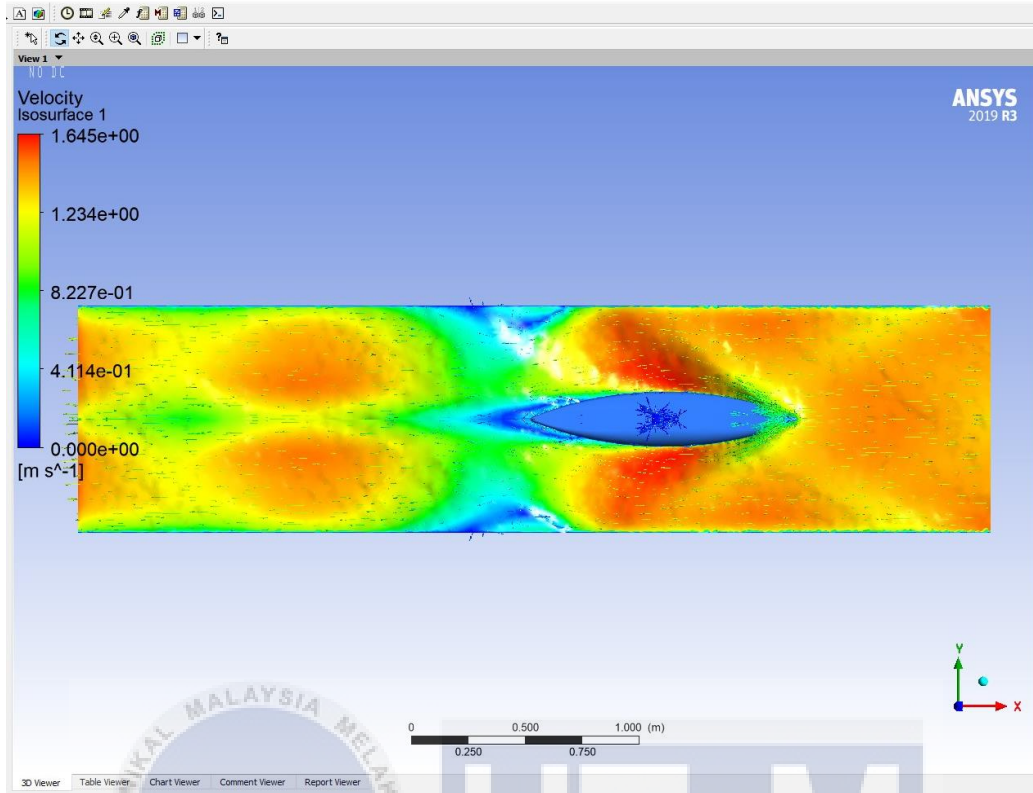 View 1
NO DC
Velocity
Isosurface 1
1.645e+00
1.234e+00
8.227e-01
4.114e-01
0.000e+00
[m s^-1]
ANSYS
2019 R3
Y
X
0 0.500 1.000 (m)
0.250 0.750
MALAYSIA
3D Viewer Table Viewer Chart Viewer Comment Viewer Report Viewer